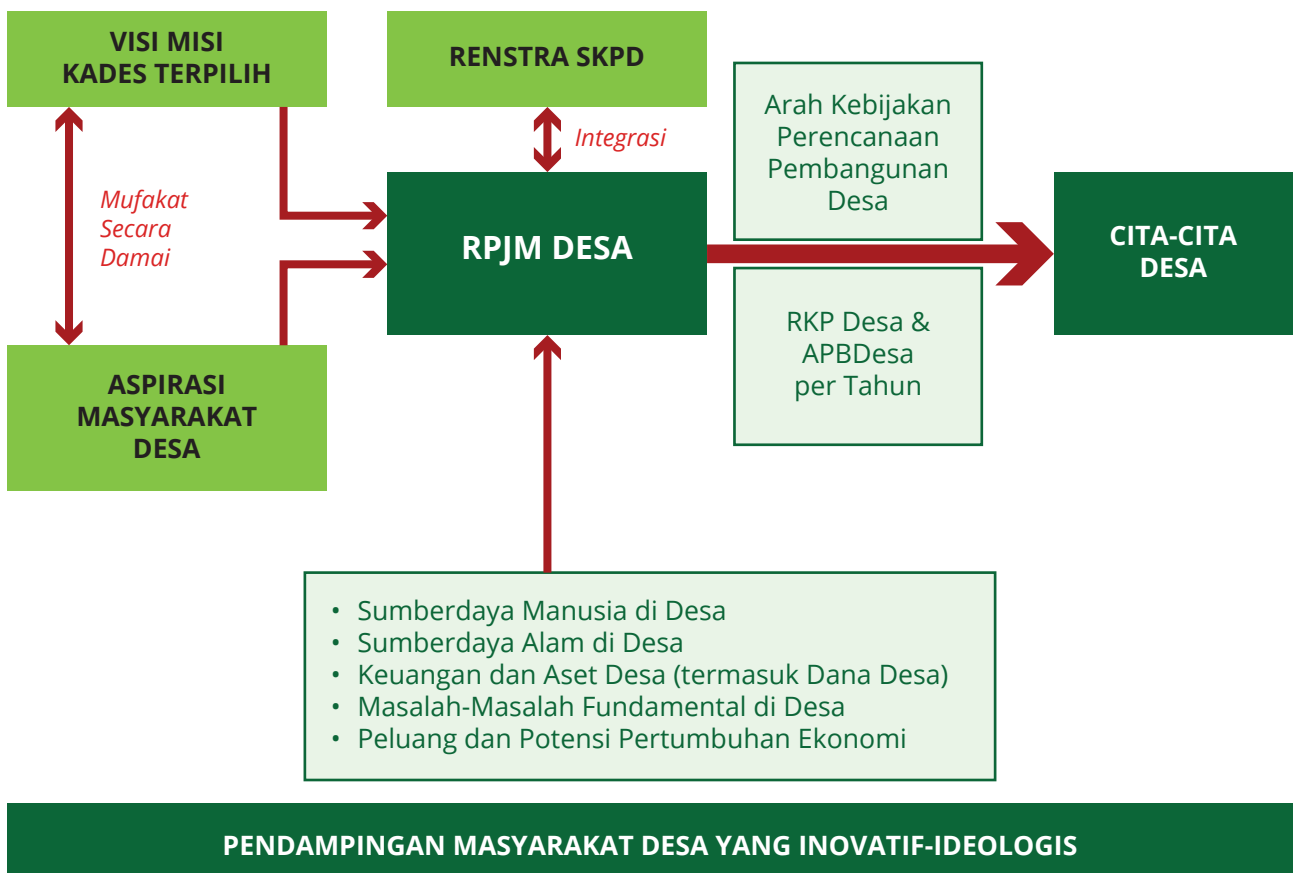 VISI MISI
KADES TERPILIH
RENSTRA SKPD
Integrasi
Mufakat
Secara
Damai
RPJM DESA
Arah Kebijakan
Perencanaan
Pembangunan
Desa
RKP Desa &
APBDesa
per Tahun
CITA-CITA
DESA
ASPIRASI
MASYARAKAT
DESA
• Sumberdaya Manusia di Desa
• Sumberdaya Alam di Desa
• Keuangan dan Aset Desa (termasuk Dana Desa)
• Masalah-Masalah Fundamental di Desa
• Peluang dan Potensi Pertumbuhan Ekonomi
PENDAMPINGAN MASYARAKAT DESA YANG INOVATIF-IDEOLOGIS